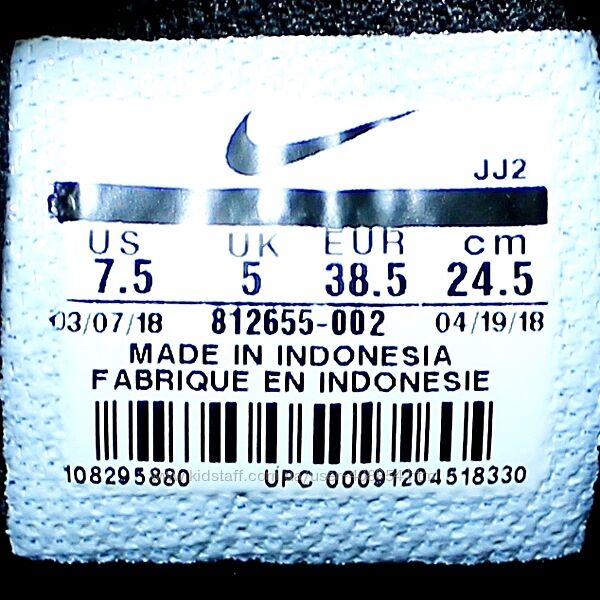 JJ2
US UK EUR cm
7.5 5 38.5 24.5
03/07/18 812655-002 04/19/18
MADE IN INDONESIA
FABRIQUE EN INDONESIE
108295880 UPC 00091204518330